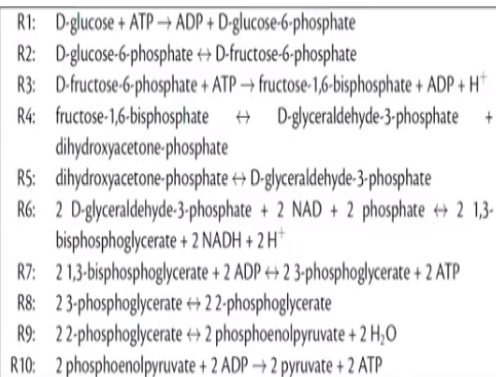 R1: D-glucose + ATP → ADP + D-glucose-6-phosphate
R2: D-glucose-6-phosphate ↔ D-fructose-6-phosphate
R3: D-fructose-6-phosphate + ATP → fructose-1,6-bisphosphate + ADP + H⁺
R4: fructose-1,6-bisphosphate ↔ D-glyceraldehyde-3-phosphate +
dihydroxyacetone-phosphate
R5: dihydroxyacetone-phosphate ↔ D-glyceraldehyde-3-phosphate
R6: 2 D-glyceraldehyde-3-phosphate + 2 NAD + 2 phosphate ↔ 2 1,3-
bisphosphoglycerate + 2 NADH + 2 H⁺
R7: 2 1,3-bisphosphoglycerate + 2 ADP ↔ 2 3-phosphoglycerate + 2 ATP
R8: 2 3-phosphoglycerate ↔ 2 2-phosphoglycerate
R9: 2 2-phosphoglycerate ↔ 2 phosphoenolpyruvate + 2 H₂O
R10: 2 phosphoenolpyruvate + 2 ADP → 2 pyruvate + 2 ATP